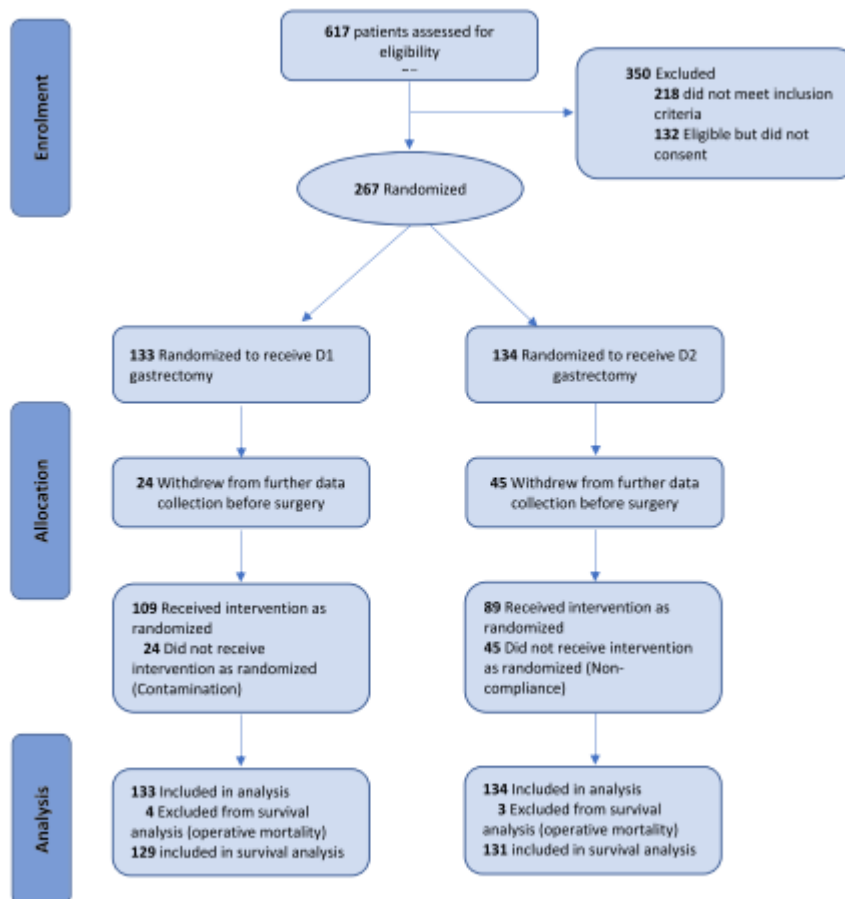 Enrolment
617 patients assessed for
eligibility
350 Excluded
218 did not meet inclusion
criteria
132 Eligible but did not
consent
267 Randomized
133 Randomized to receive D1
gastrectomy
134 Randomized to receive D2
gastrectomy
Allocation
24 Withdrew from further data
collection before surgery
45 Withdrew from further data
collection before surgery
109 Received intervention as
randomized
24 Did not receive
intervention as randomized
(Contamination)
89 Received intervention as
randomized
45 Did not receive intervention
as randomized (Non-
compliance)
Analysis
133 Included in analysis
4 Excluded from survival
analysis (operative mortality)
129 included in survival analysis
134 Included in analysis
3 Excluded from survival
analysis (operative mortality)
131 included in survival analysis